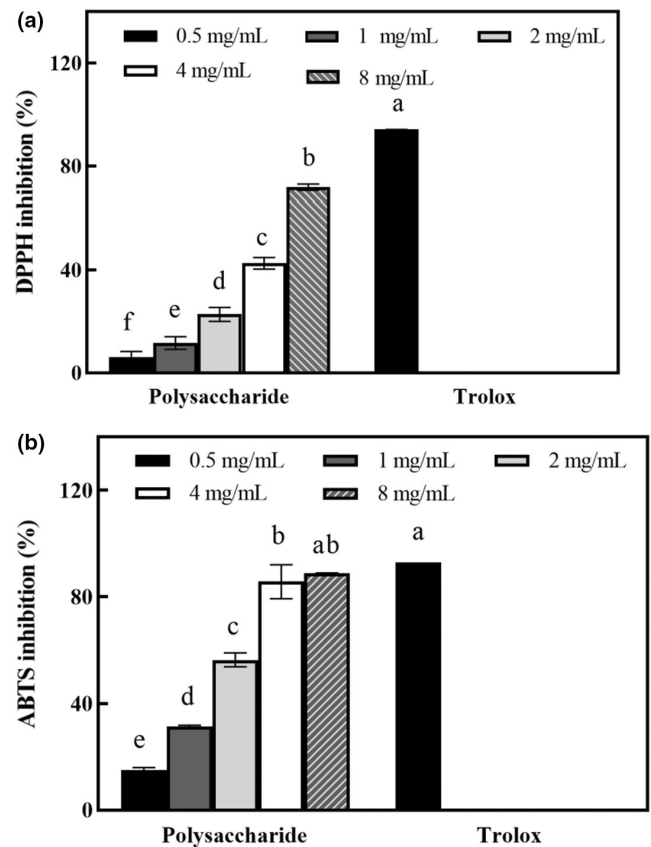 (a)
0.5 mg/mL 1 mg/mL 2 mg/mL
4 mg/mL 8 mg/mL
DPPH inhibition (%)
120
80
40
0
f e d c b a
Polysaccharide Trolox
(b)
0.5 mg/mL 1 mg/mL 2 mg/mL
4 mg/mL 8 mg/mL
ABTS inhibition (%)
120
80
40
0
e d c b ab a
Polysaccharide Trolox